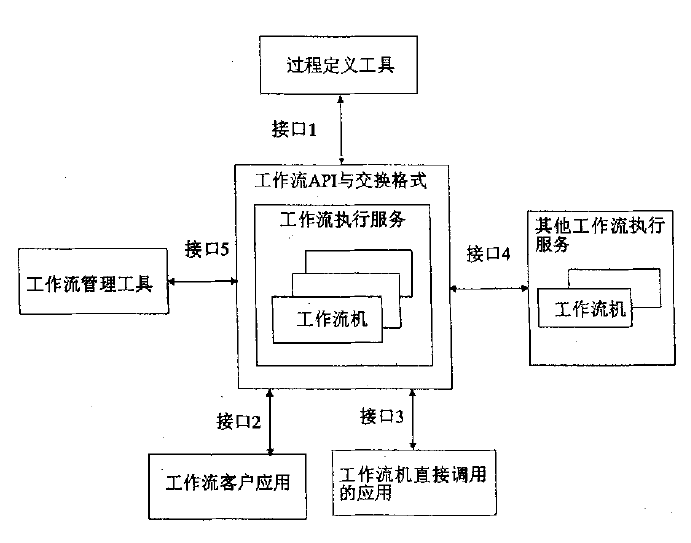 过程定义工具
接口1
工作流API与交换格式
工作流执行服务
工作流机
接口5
工作流管理工具
接口4
其他工作流执行
服务
工作流机
接口2
接口3
工作流客户应用
工作流机直接调用
的应用